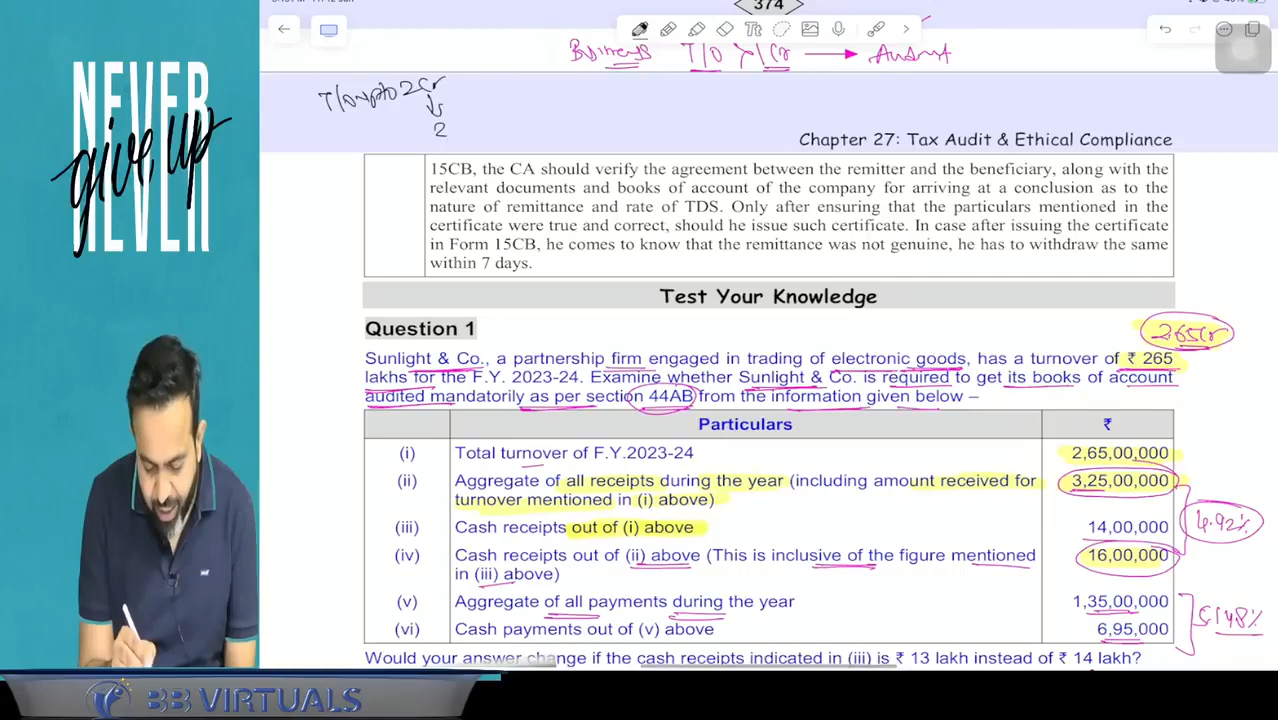 374
Business T/O > 1Cr → Audit
T/O upto 2Cr
2
Chapter 27: Tax Audit & Ethical Compliance
NEVER
give up
NEVER
15CB, the CA should verify the agreement between the remitter and the beneficiary, along with the
relevant documents and books of account of the company for arriving at a conclusion as to the
nature of remittance and rate of TDS. Only after ensuring that the particulars mentioned in the
certificate were true and correct, should he issue such certificate. In case after issuing the certificate
in Form 15CB, he comes to know that the remittance was not genuine, he has to withdraw the same
within 7 days.
Test Your Knowledge
Question 1
2.65Cr
Sunlight & Co., a partnership firm engaged in trading of electronic goods, has a turnover of ₹ 265
lakhs for the F.Y. 2023-24. Examine whether Sunlight & Co. is required to get its books of account
audited mandatorily as per section 44AB from the information given below –
Particulars ₹
(i) Total turnover of F.Y.2023-24 2,65,00,000
(ii) Aggregate of all receipts during the year (including amount received for 3,25,00,000
turnover mentioned in (i) above)
(iii) Cash receipts out of (i) above 14,00,000
4.92%
(iv) Cash receipts out of (ii) above (This is inclusive of the figure mentioned 16,00,000
in (iii) above)
(v) Aggregate of all payments during the year 1,35,00,000
5.148%
(vi) Cash payments out of (v) above 6,95,000
Would your answer change if the cash receipts indicated in (iii) is ₹ 13 lakh instead of ₹ 14 lakh?
BB VIRTUALS